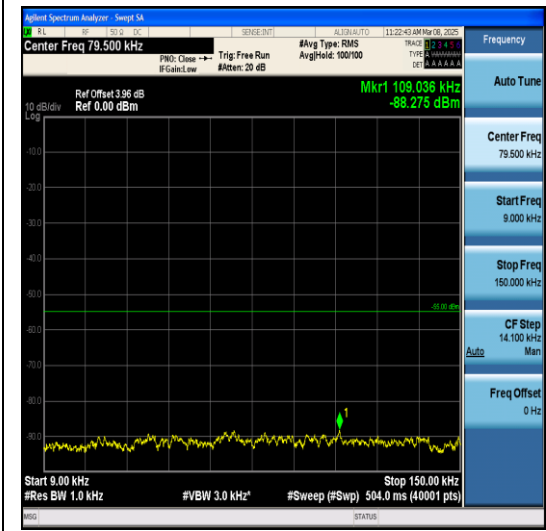 Agilent Spectrum Analyzer - Swept SA
RL RF 50 Ω DC SENSE:INT ALIGN AUTO 11:22:43 AM Mar 08, 2025
Center Freq 79.500 kHz
PNO: Close
IFGain:Low
Trig: Free Run
#Atten: 20 dB
#Avg Type: RMS
Avg|Hold: 100/100
TRACE 1 2 3 4 5 6
TYPE
DET A A A A A A
Frequency
Mkr1 109.036 kHz
-88.275 dBm
Ref Offset 3.96 dB
Ref 0.00 dBm
10 dB/div
Log
-10.0
-20.0
-30.0
-40.0
-50.0
-55.00 dBm
-60.0
-70.0
-80.0
-90.0
1
Start 9.00 kHz
Stop 150.00 kHz
#Res BW 1.0 kHz
#VBW 3.0 kHz*
#Sweep (#Swp) 504.0 ms (40001 pts)
MSG
STATUS
Auto Tune
Center Freq
79.500 kHz
Start Freq
9.000 kHz
Stop Freq
150.000 kHz
CF Step
14.100 kHz
Auto Man
Freq Offset
0 Hz